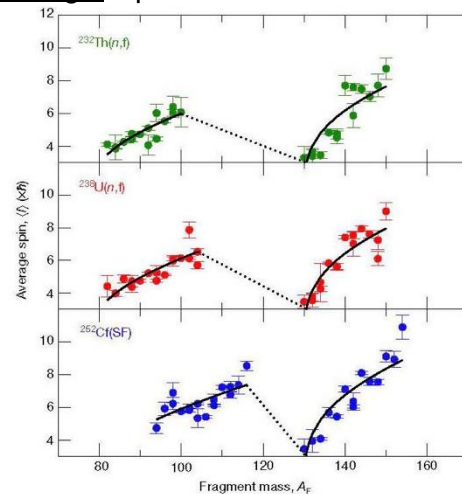 12
²³²Th(n,f)
10
8
6
4
²³⁸U(n,f)
10
8
6
4
Average spin, ⟨I⟩ (×ħ)
²⁵²Cf(SF)
10
8
6
4
80 100 120 140 160
Fragment mass, A_F